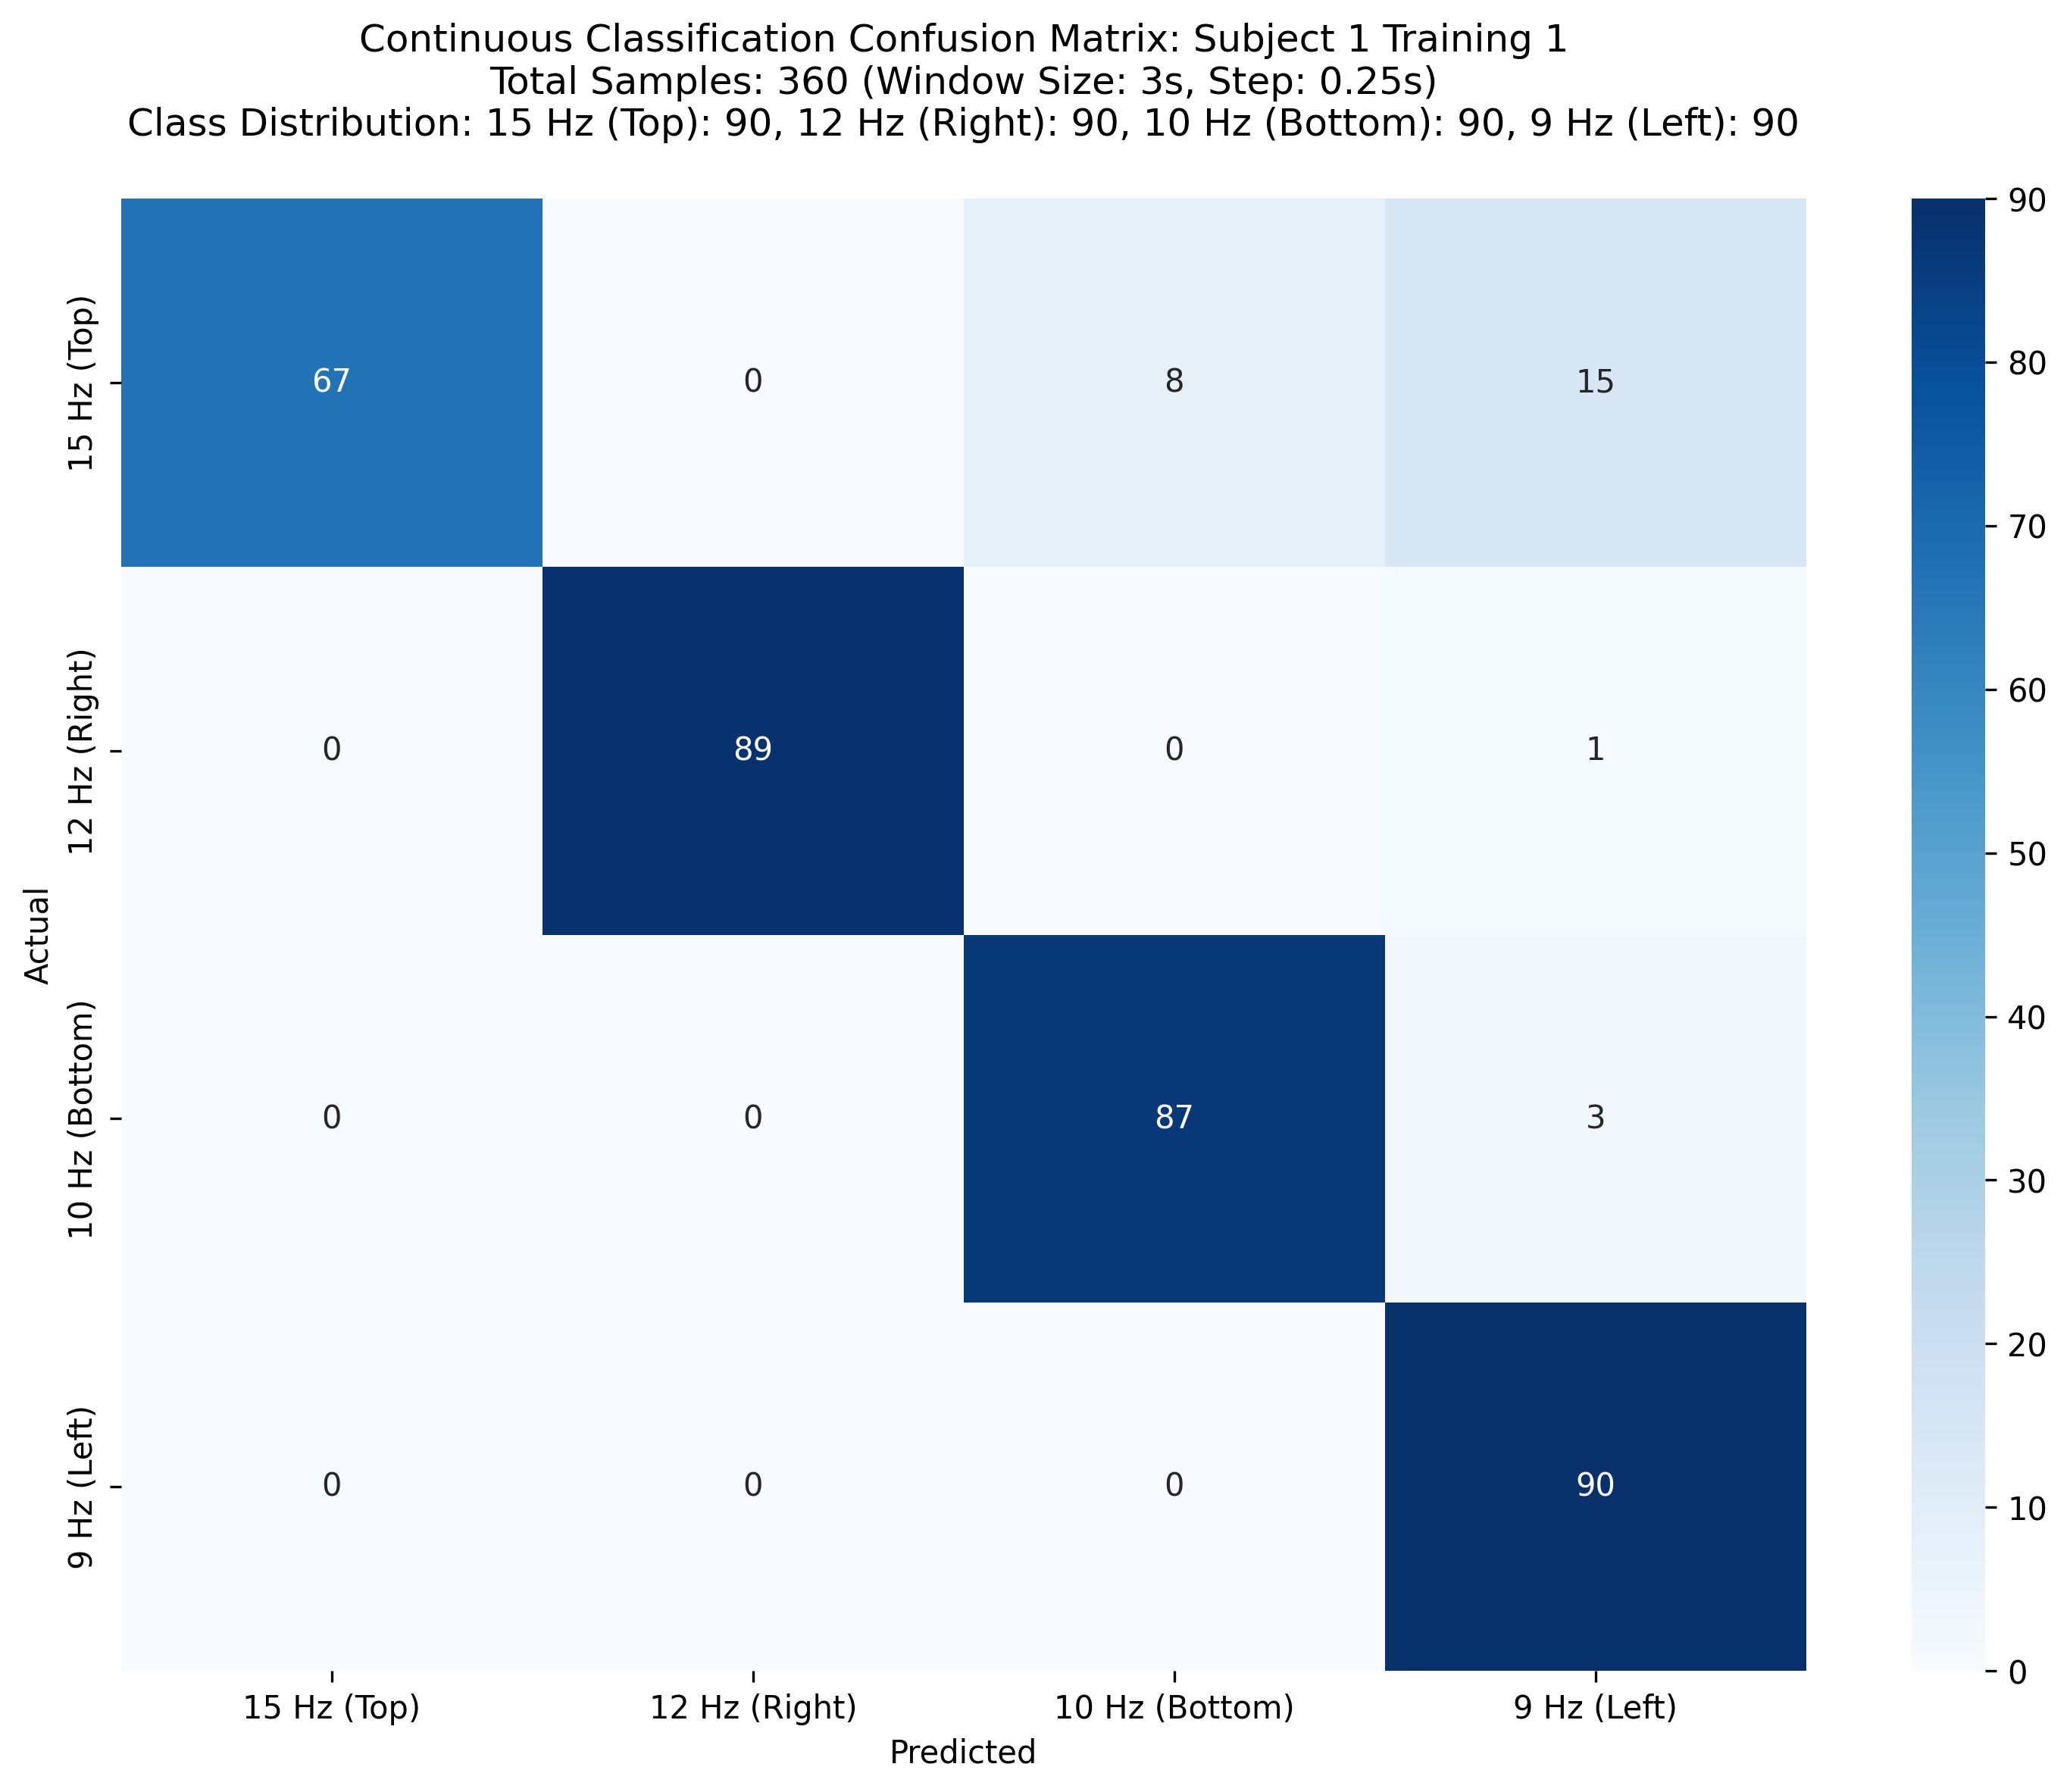 Continuous Classification Confusion Matrix: Subject 1 Training 1
Total Samples: 360 (Window Size: 3s, Step: 0.25s)
Class Distribution: 15 Hz (Top): 90, 12 Hz (Right): 90, 10 Hz (Bottom): 90, 9 Hz (Left): 90
Actual
15 Hz (Top)
67 0 8 15
12 Hz (Right)
0 89 0 1
10 Hz (Bottom)
0 0 87 3
9 Hz (Left)
0 0 0 90
15 Hz (Top) 12 Hz (Right) 10 Hz (Bottom) 9 Hz (Left)
Predicted
90
80
70
60
50
40
30
20
10
0